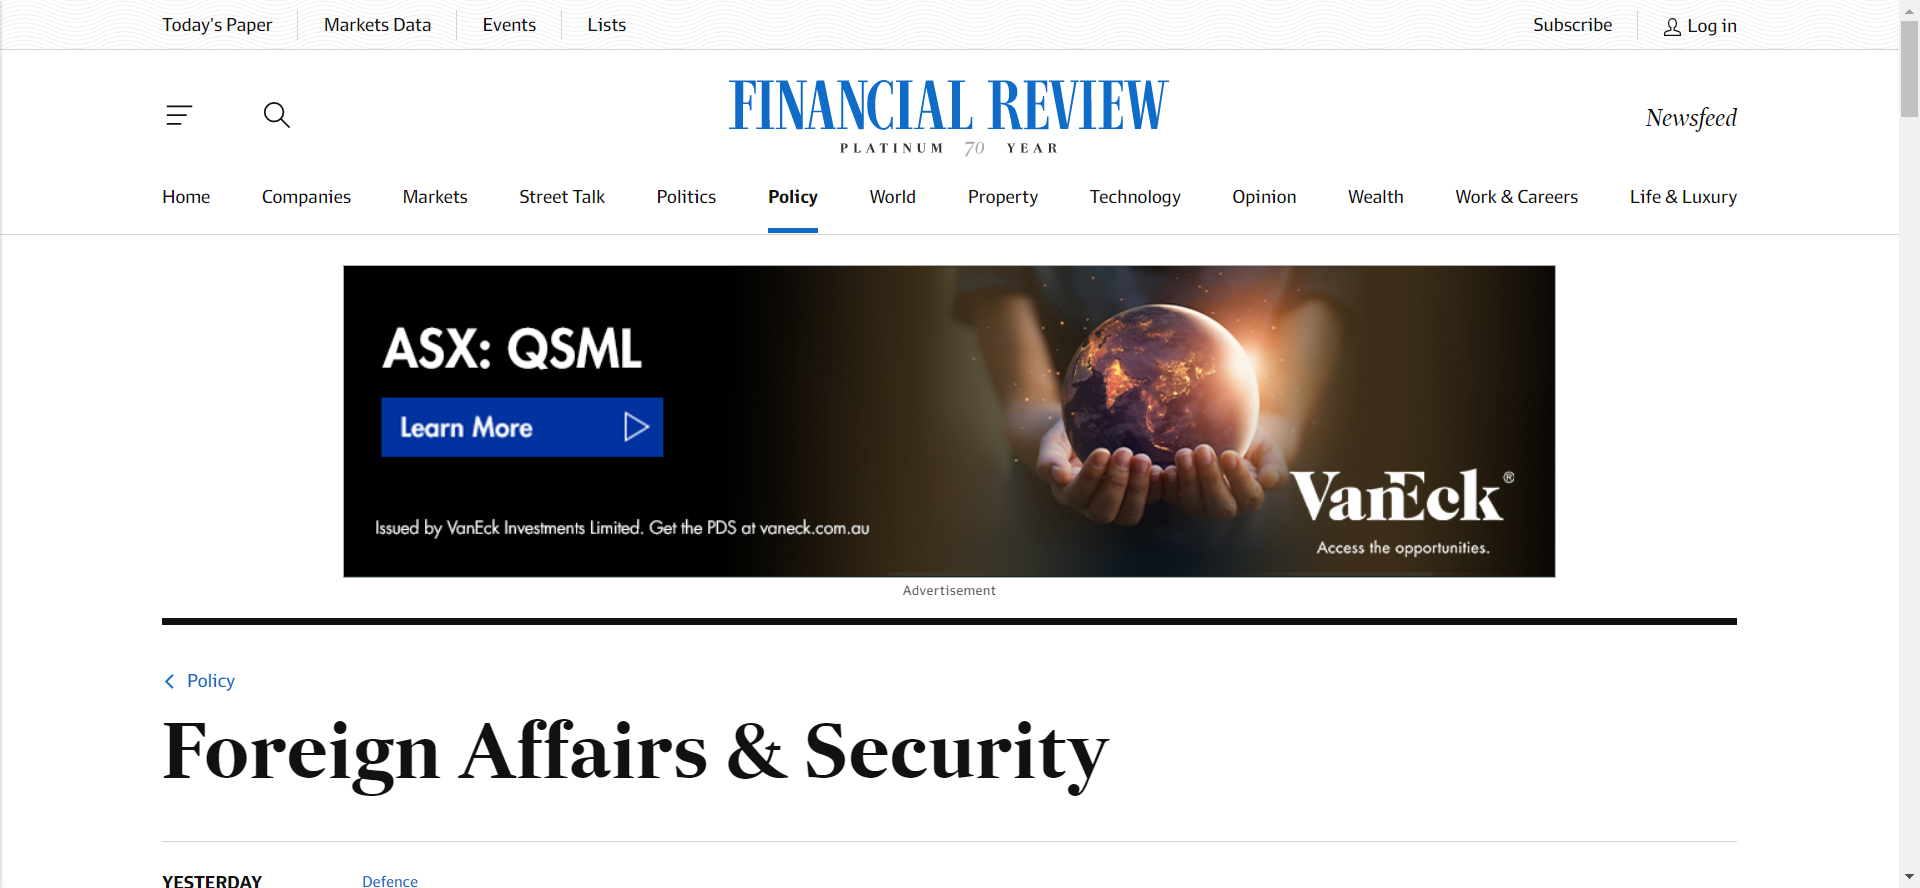 Today's Paper Markets Data Events Lists Subscribe Log in
FINANCIAL REVIEW
PLATINUM 70 YEAR
Newsfeed
Home Companies Markets Street Talk Politics Policy World Property Technology Opinion Wealth Work & Careers Life & Luxury
ASX: QSML
Learn More
Issued by VanEck Investments Limited. Get the PDS at vaneck.com.au
VanEck®
Access the opportunities.
Advertisement
Policy
Foreign Affairs & Security
YESTERDAY Defence